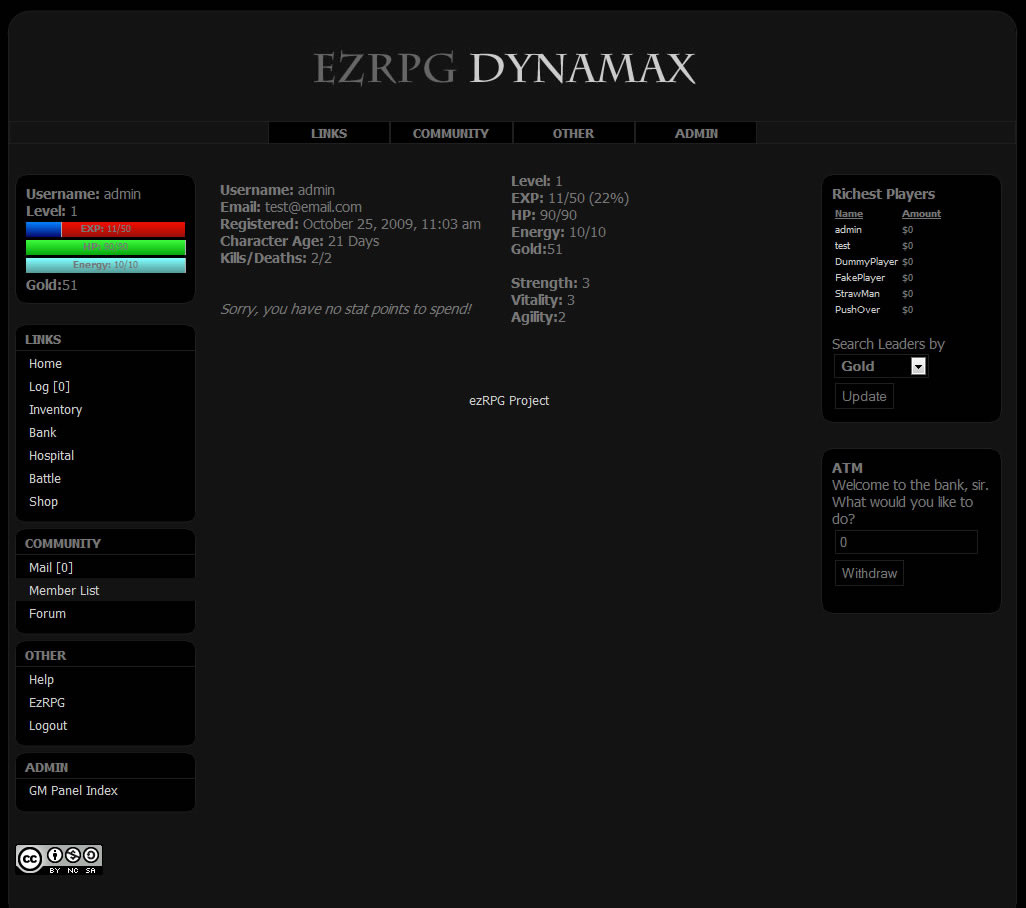 EZRPG DYNAMAX
LINKS COMMUNITY OTHER ADMIN
Username: admin
Level: 1
EXP: 11/50
HP: 90/90
Energy: 10/10
Gold:51
LINKS
Home
Log [0]
Inventory
Bank
Hospital
Battle
Shop
COMMUNITY
Mail [0]
Member List
Forum
OTHER
Help
EzRPG
Logout
ADMIN
GM Panel Index
cc
BY NC SA
Username: admin
Email: test@email.com
Registered: October 25, 2009, 11:03 am
Character Age: 21 Days
Kills/Deaths: 2/2
Sorry, you have no stat points to spend!
Level: 1
EXP: 11/50 (22%)
HP: 90/90
Energy: 10/10
Gold:51
Strength: 3
Vitality: 3
Agility:2
ezRPG Project
Richest Players
Name Amount
admin $0
test $0
DummyPlayer $0
FakePlayer $0
StrawMan $0
PushOver $0
Search Leaders by
Gold
Update
ATM
Welcome to the bank, sir.
What would you like to
do?
0
Withdraw